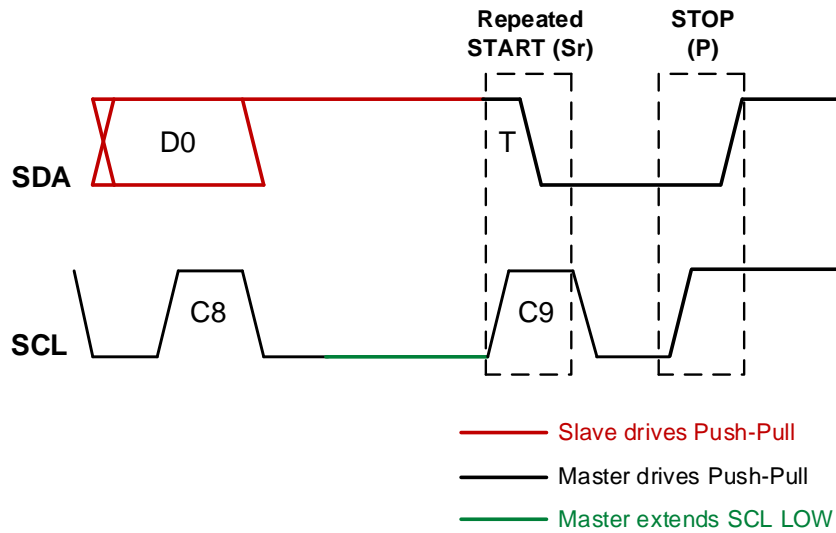 Repeated
START (Sr)
STOP
(P)
D0
T
SDA
C8
C9
SCL
Slave drives Push-Pull
Master drives Push-Pull
Master extends SCL LOW